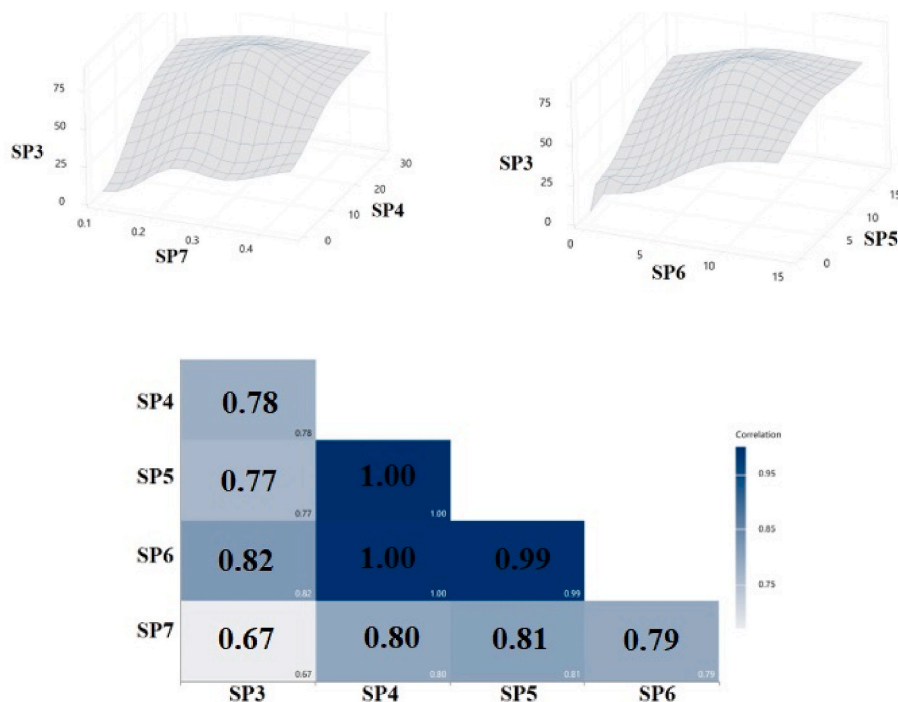 75
50
SP3
25
0
0.1
0.2
0.3
0.4
SP7
0
10
20
30
SP4
75
50
SP3
25
0
0
5
10
15
SP6
0
5
10
15
SP5
SP4 0.78
0.78
SP5 0.77 1.00
0.77 1.00
SP6 0.82 1.00 0.99
0.82 1.00 0.99
SP7 0.67 0.80 0.81 0.79
0.67 0.80 0.81 0.79
SP3 SP4 SP5 SP6
Correlation
0.95
0.85
0.75